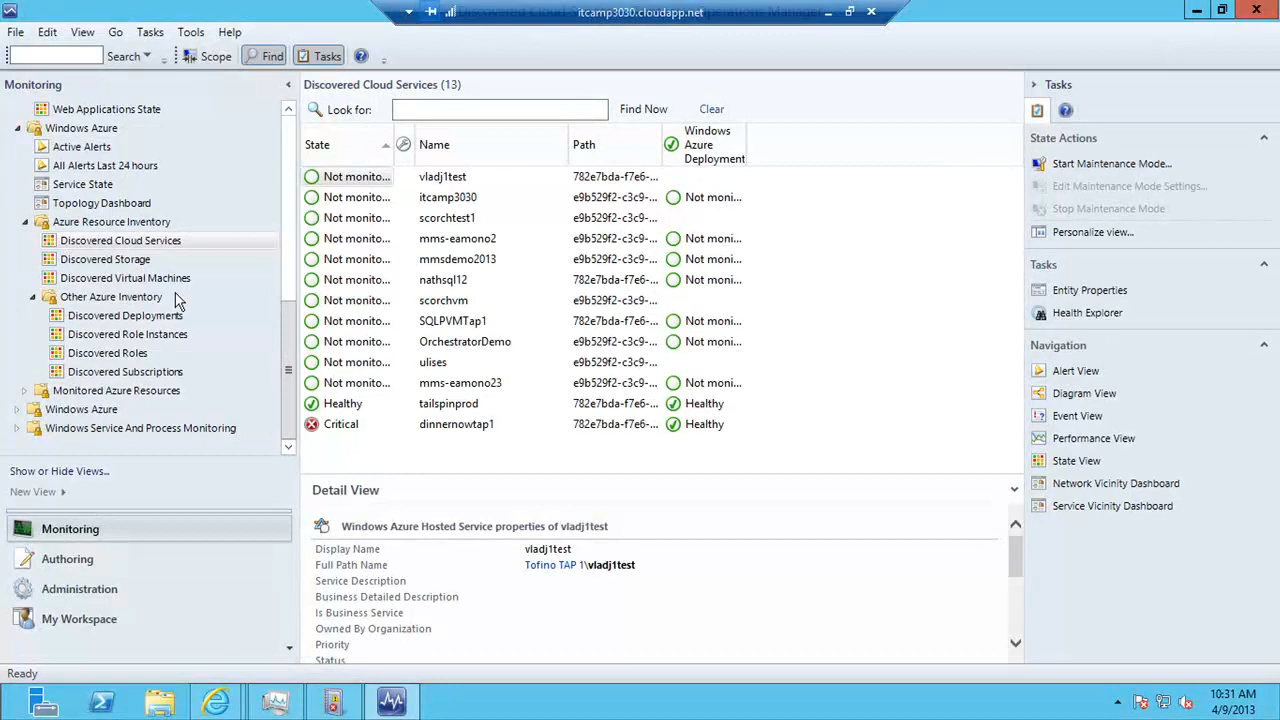 itcamp3030.cloudapp.net
File Edit View Go Tasks Tools Help
Search Scope Find Tasks
Monitoring
Web Applications State
Windows Azure
Active Alerts
All Alerts Last 24 hours
Service State
Topology Dashboard
Azure Resource Inventory
Discovered Cloud Services
Discovered Storage
Discovered Virtual Machines
Other Azure Inventory
Discovered Deployments
Discovered Role Instances
Discovered Roles
Discovered Subscriptions
Monitored Azure Resources
Windows Azure
Windows Service And Process Monitoring
Show or Hide Views...
New View
Monitoring
Authoring
Administration
My Workspace
Discovered Cloud Services (13)
Look for: Find Now Clear
State Name Path Windows Azure Deployment
Not monito... vladj1test 782e7bda-f7e6-...
Not monito... itcamp3030 e9b529f2-c3c9-... Not moni...
Not monito... scorchtest1 e9b529f2-c3c9-...
Not monito... mms-eamono2 e9b529f2-c3c9-... Not moni...
Not monito... mmsdemo2013 e9b529f2-c3c9-... Not moni...
Not monito... nathsql12 e9b529f2-c3c9-... Not moni...
Not monito... scorchvm e9b529f2-c3c9-...
Not monito... SQLPVMTap1 782e7bda-f7e6-... Not moni...
Not monito... OrchestratorDemo e9b529f2-c3c9-... Not moni...
Not monito... ulises e9b529f2-c3c9-...
Not monito... mms-eamono23 e9b529f2-c3c9-... Not moni...
Healthy tailspinprod 782e7bda-f7e6-... Healthy
Critical dinnernowtap1 782e7bda-f7e6-... Healthy
Detail View
Windows Azure Hosted Service properties of vladj1test
Display Name vladj1test
Full Path Name Tofino TAP 1\vladj1test
Service Description
Business Detailed Description
Is Business Service
Owned By Organization
Priority
Status
Tasks
State Actions
Start Maintenance Mode...
Edit Maintenance Mode Settings...
Stop Maintenance Mode
Personalize view...
Tasks
Entity Properties
Health Explorer
Navigation
Alert View
Diagram View
Event View
Performance View
State View
Network Vicinity Dashboard
Service Vicinity Dashboard
Ready
10:31 AM
4/9/2013